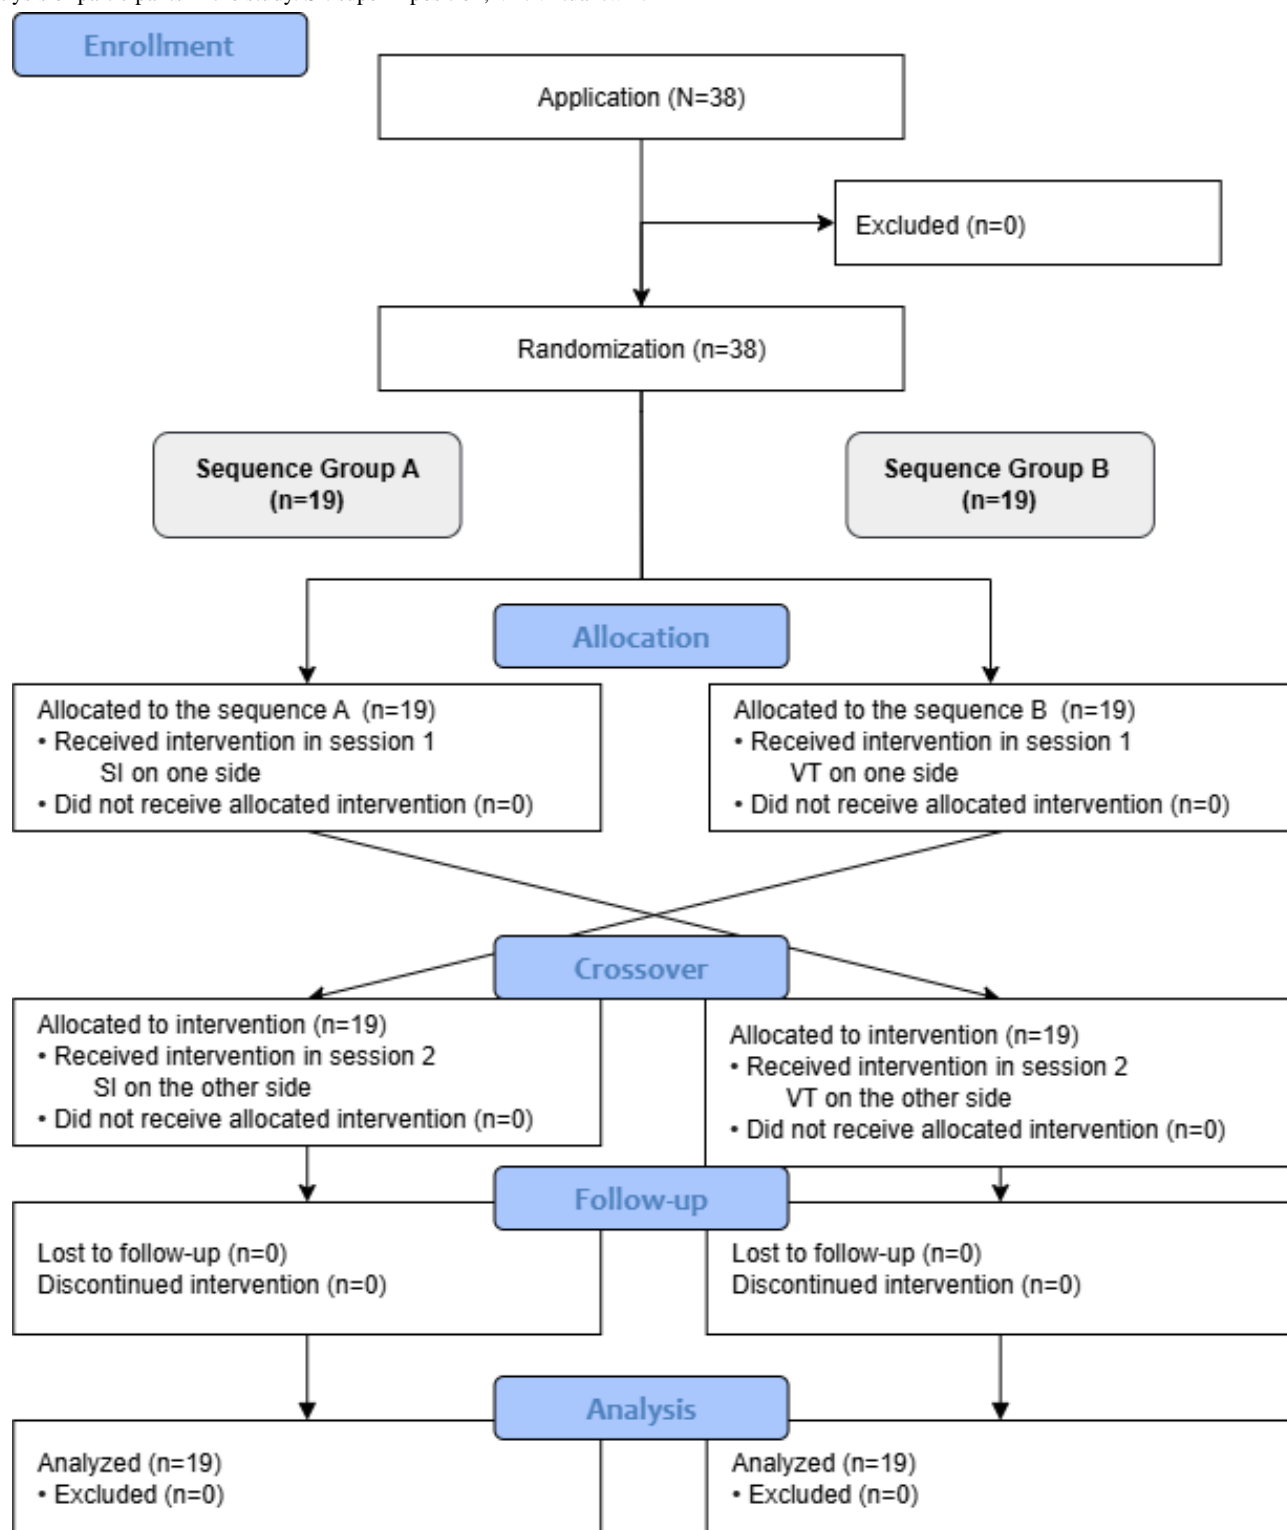 Enrollment
Application (N=38)
Excluded (n=0)
Randomization (n=38)
Sequence Group A
(n=19)
Sequence Group B
(n=19)
Allocation
Allocated to the sequence A (n=19)
• Received intervention in session 1
SI on one side
• Did not receive allocated intervention (n=0)
Allocated to the sequence B (n=19)
• Received intervention in session 1
VT on one side
• Did not receive allocated intervention (n=0)
Crossover
Allocated to intervention (n=19)
• Received intervention in session 2
SI on the other side
• Did not receive allocated intervention (n=0)
Allocated to intervention (n=19)
• Received intervention in session 2
VT on the other side
• Did not receive allocated intervention (n=0)
Follow-up
Lost to follow-up (n=0)
Discontinued intervention (n=0)
Lost to follow-up (n=0)
Discontinued intervention (n=0)
Analysis
Analyzed (n=19)
• Excluded (n=0)
Analyzed (n=19)
• Excluded (n=0)